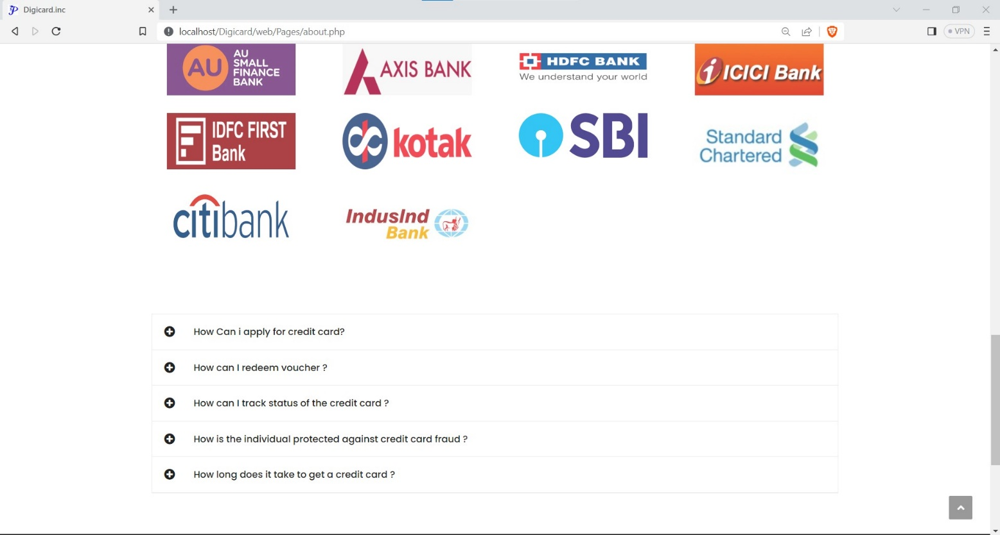 Digicard.inc
localhost/Digicard/web/Pages/about.php
VPN
AU
AU
SMALL
FINANCE
BANK
AXIS BANK
HDFC BANK
We understand your world
ICICI Bank
IDFC FIRST
Bank
kotak
SBI
Standard
Chartered
citibank
IndusInd
Bank
How Can i apply for credit card?
How can I redeem voucher ?
How can I track status of the credit card ?
How is the individual protected against credit card fraud ?
How long does it take to get a credit card ?